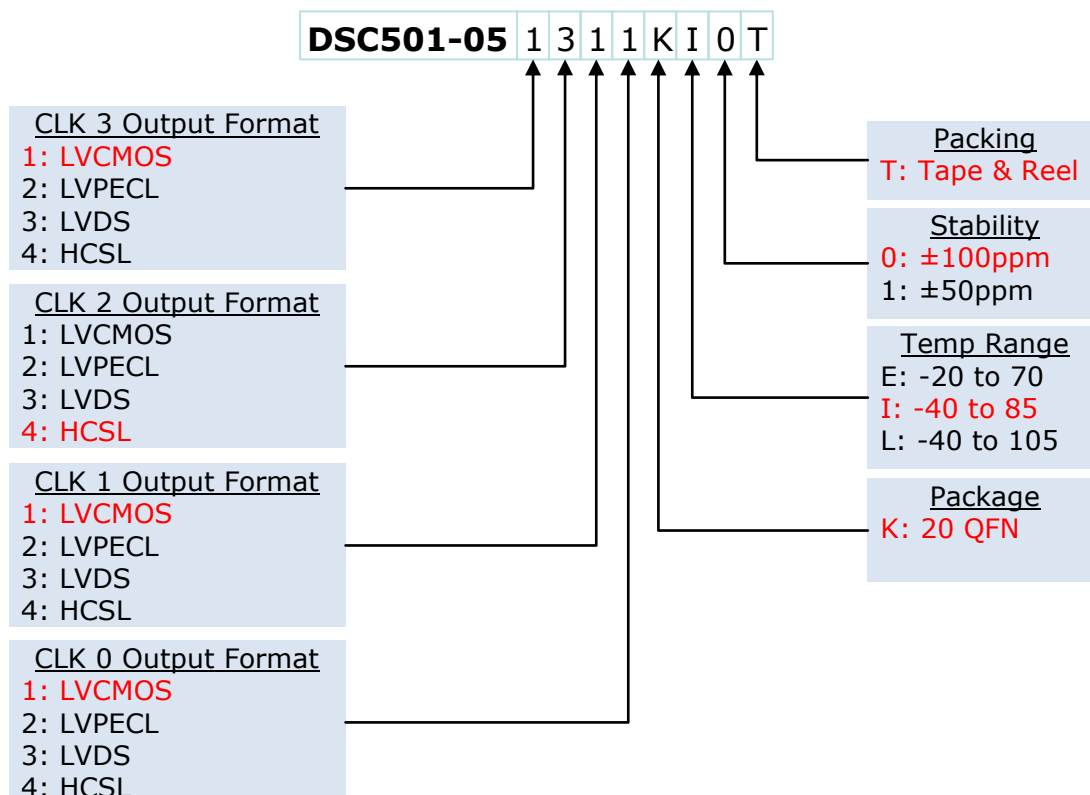 DSC501-05 1 3 1 1 K I 0 T
CLK 3 Output Format
1: LVCMOS
2: LVPECL
3: LVDS
4: HCSL
CLK 2 Output Format
1: LVCMOS
2: LVPECL
3: LVDS
4: HCSL
CLK 1 Output Format
1: LVCMOS
2: LVPECL
3: LVDS
4: HCSL
CLK 0 Output Format
1: LVCMOS
2: LVPECL
3: LVDS
4: HCSL
Packing
T: Tape & Reel
Stability
0: ±100ppm
1: ±50ppm
Temp Range
E: -20 to 70
I: -40 to 85
L: -40 to 105
Package
K: 20 QFN